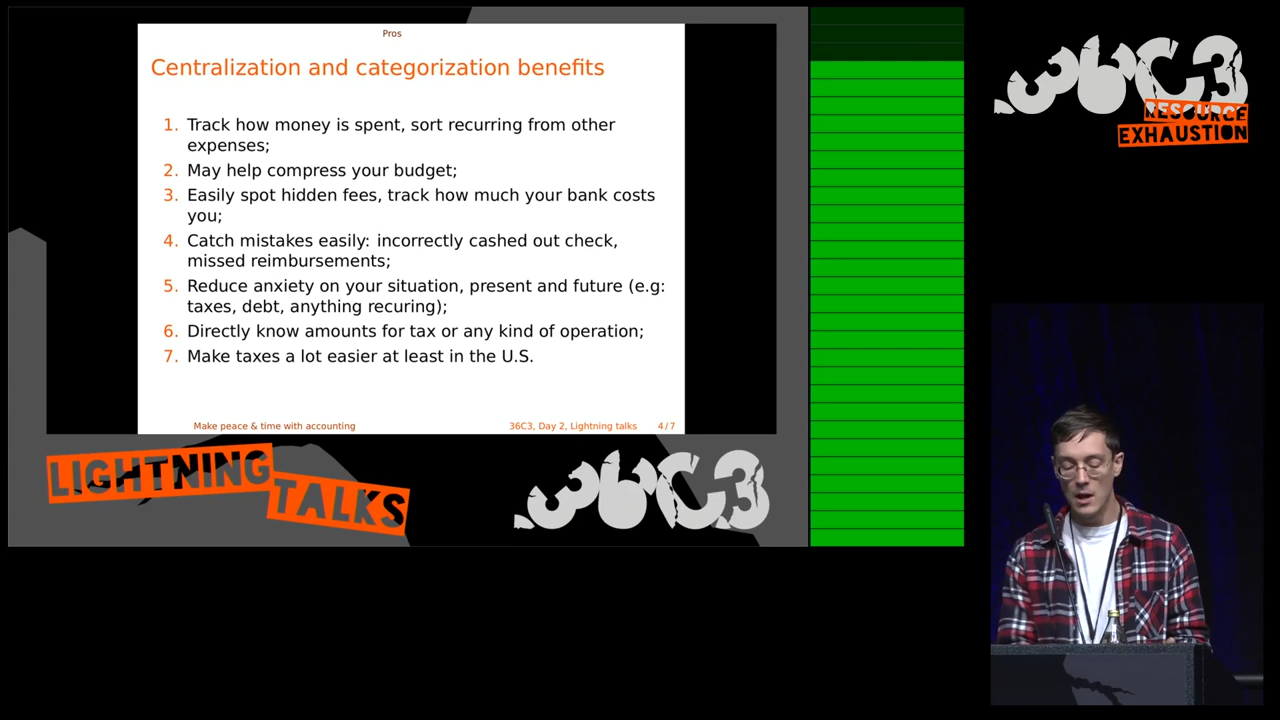 Pros
Centralization and categorization benefits
1. Track how money is spent, sort recurring from other
expenses;
2. May help compress your budget;
3. Easily spot hidden fees, track how much your bank costs
you;
4. Catch mistakes easily: incorrectly cashed out check,
missed reimbursements;
5. Reduce anxiety on your situation, present and future (e.g:
taxes, debt, anything recuring);
6. Directly know amounts for tax or any kind of operation;
7. Make taxes a lot easier at least in the U.S.
Make peace & time with accounting
36C3, Day 2, Lightning talks 4/7
LIGHTNING
TALKS
36C3
36C3
RESOURCE
EXHAUSTION